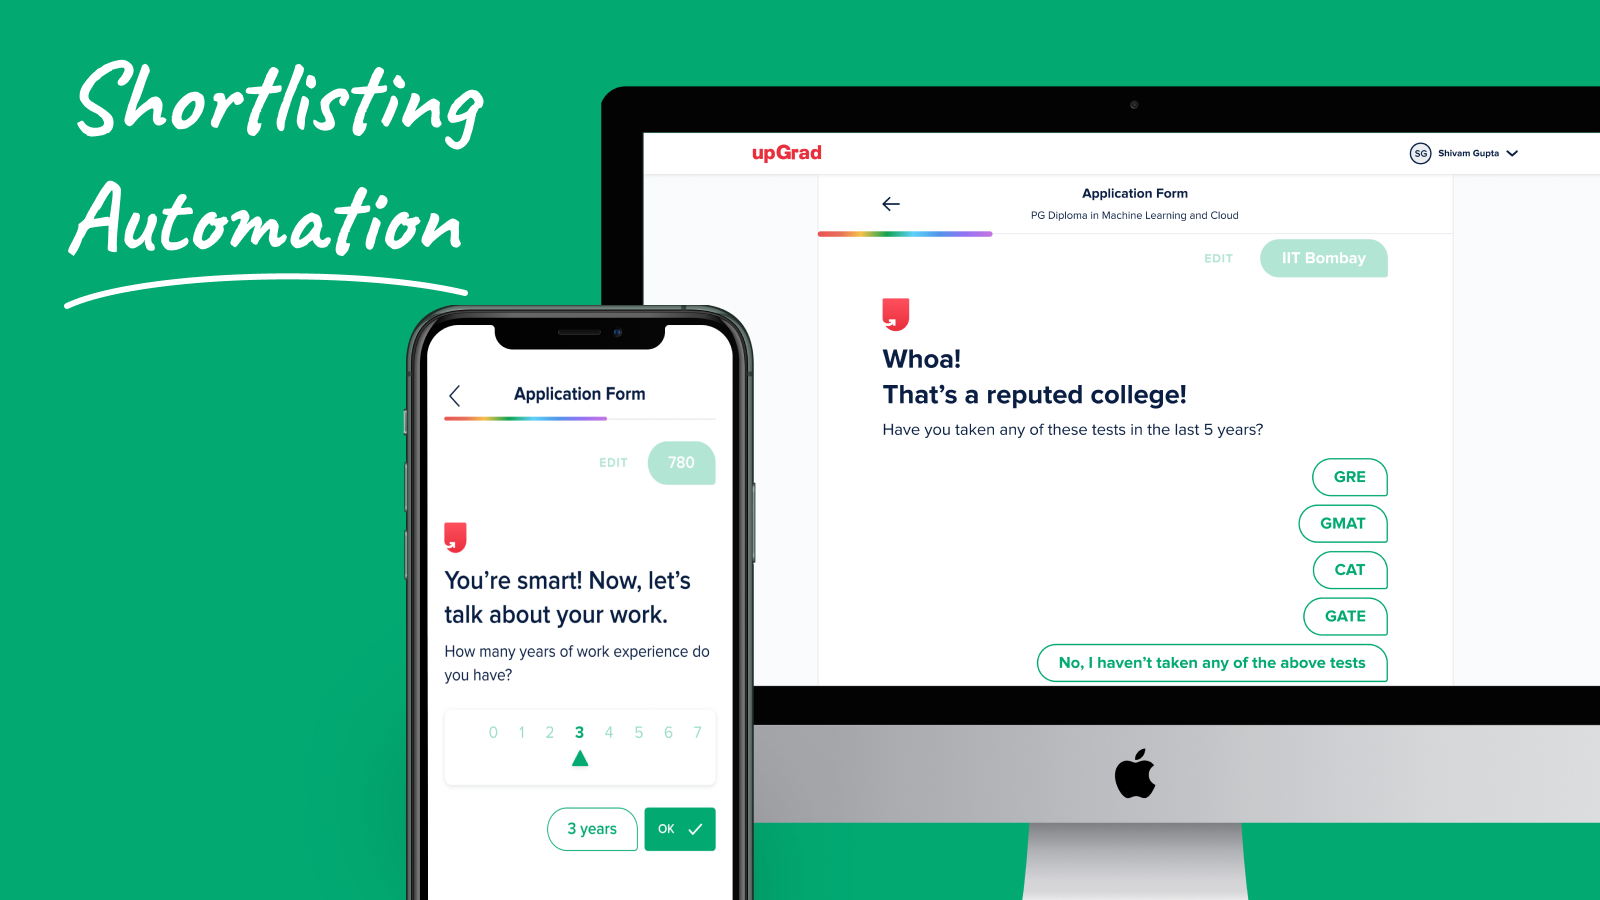 Shortlisting
Automation
upGrad
SG Shivam Gupta
Application Form
PG Diploma in Machine Learning and Cloud
EDIT IIT Bombay
Whoa!
That’s a reputed college!
Have you taken any of these tests in the last 5 years?
GRE
GMAT
CAT
GATE
No, I haven’t taken any of the above tests
Application Form
EDIT 780
You’re smart! Now, let’s
talk about your work.
How many years of work experience do
you have?
0 1 2 3 4 5 6 7
3 years OK